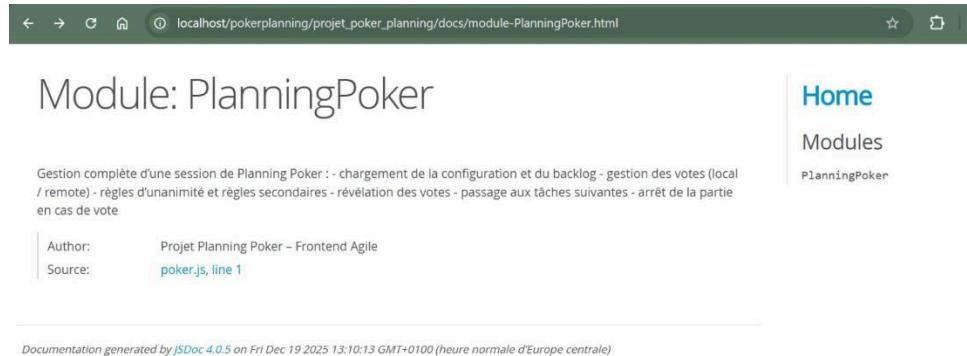 localhost/pokerplanning/projet_poker_planning/docs/module-PlanningPoker.html
Module: PlanningPoker
Gestion complète d'une session de Planning Poker : - chargement de la configuration et du backlog - gestion des votes (local
/ remote) - règles d'unanimité et règles secondaires - révélation des votes - passage aux tâches suivantes - arrêt de la partie
en cas de vote
Author: Projet Planning Poker – Frontend Agile
Source: poker.js, line 1
Home
Modules
PlanningPoker
Documentation generated by JSDoc 4.0.5 on Fri Dec 19 2025 13:10:13 GMT+0100 (heure normale d'Europe centrale)